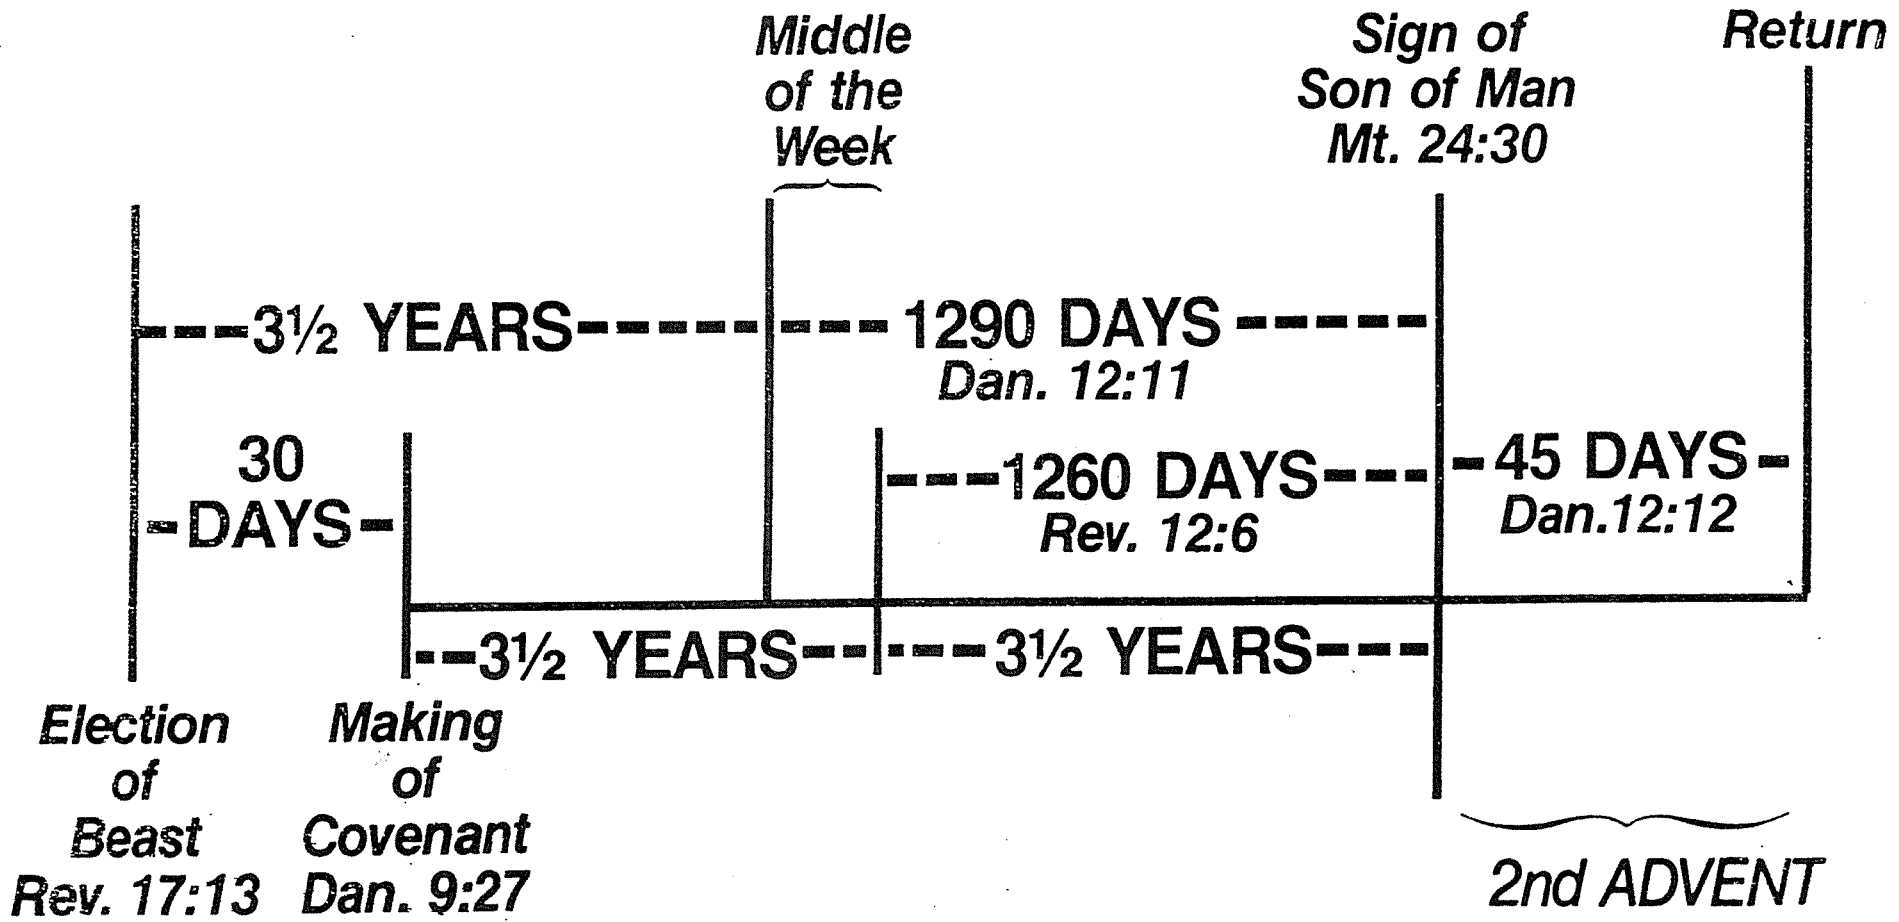 Middle
of the
Week
Sign of
Son of Man
Mt. 24:30
Return
---3½ YEARS--------
1290 DAYS -----
Dan. 12:11
30
-DAYS-
---1260 DAYS---
Rev. 12:6
-45 DAYS-
Dan.12:12
--3½ YEARS--
---3½ YEARS---
Election
of
Beast
Rev. 17:13
Making
of
Covenant
Dan. 9:27
2nd ADVENT